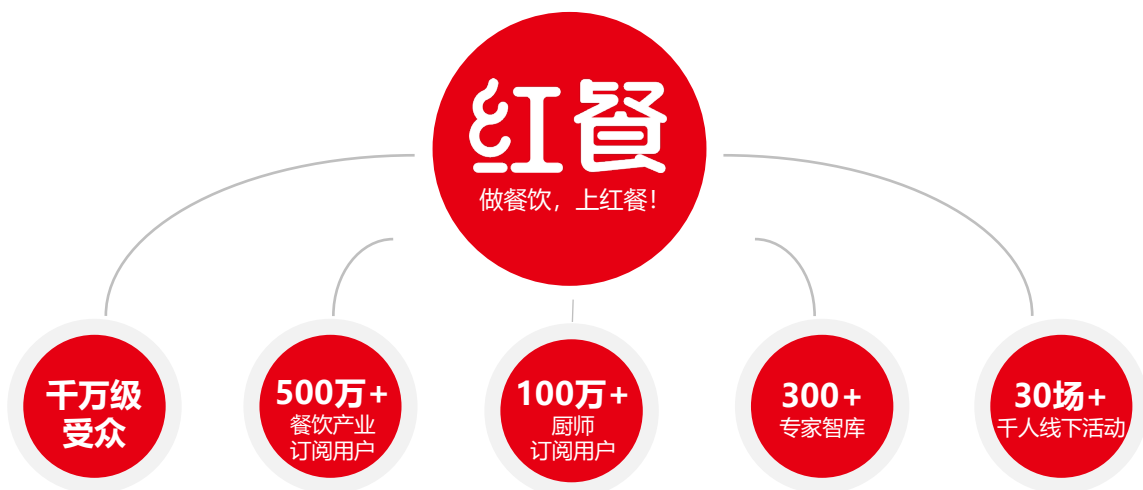 红餐
做餐饮，上红餐！
千万级
受众
500万+
餐饮产业
订阅用户
100万+
厨师
订阅用户
300+
专家智库
30场+
千人线下活动